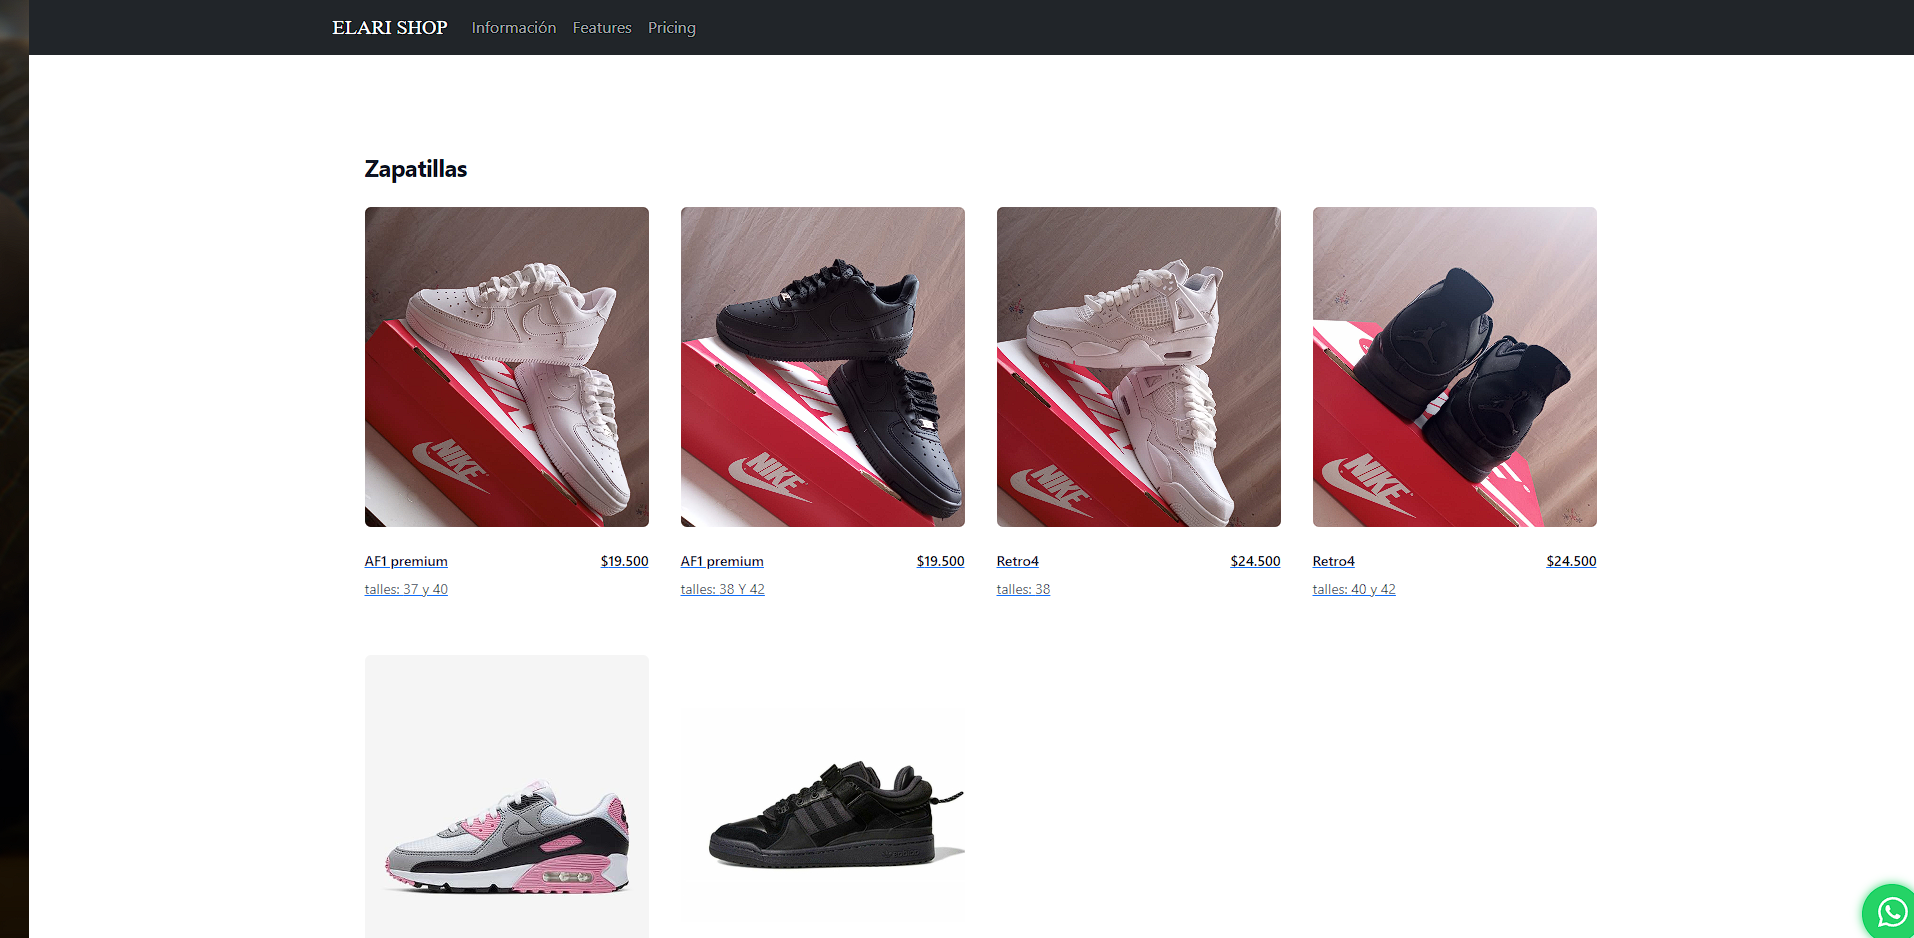 ELARI SHOP Información Features Pricing
Zapatillas
NIKE
NIKE
NIKE
NIKE
AF1 premium $19.500
talles: 37 y 40
AF1 premium $19.500
talles: 38 Y 42
Retro4 $24.500
talles: 38
Retro4 $24.500
talles: 40 y 42